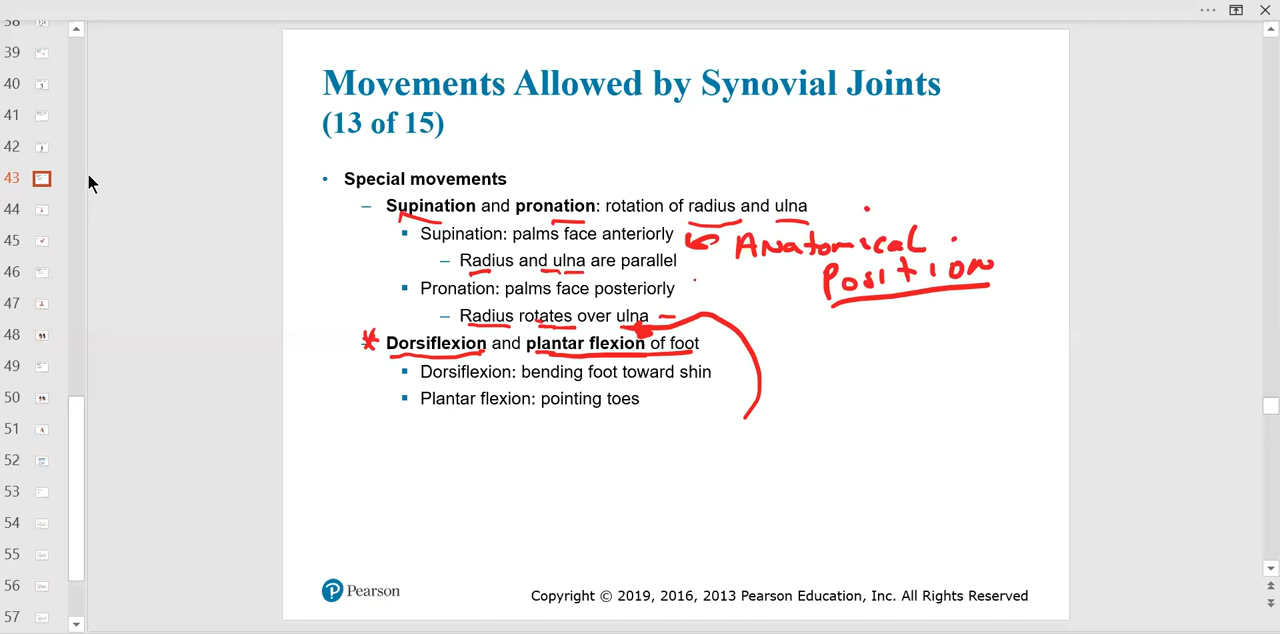 38
39
40
41
42
43
44
45
46
47
48
49
50
51
52
53
54
55
56
57
Movements Allowed by Synovial Joints
(13 of 15)
• Special movements
– Supination and pronation: rotation of radius and ulna
▪ Supination: palms face anteriorly
Anatomical
Position
– Radius and ulna are parallel
▪ Pronation: palms face posteriorly
– Radius rotates over ulna
* Dorsiflexion and plantar flexion of foot
▪ Dorsiflexion: bending foot toward shin
▪ Plantar flexion: pointing toes
P Pearson
Copyright © 2019, 2016, 2013 Pearson Education, Inc. All Rights Reserved